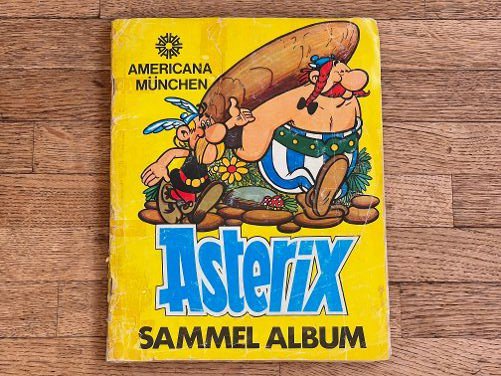 AMERICANA
MÜNCHEN
Asterix
SAMMEL ALBUM